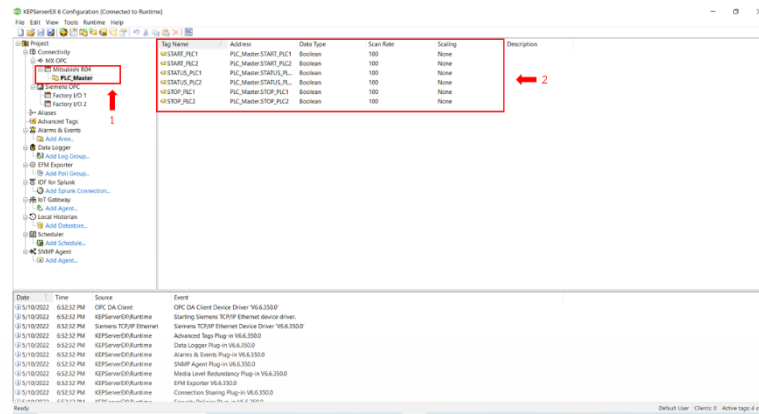 KEPServerEX 6 Configuration [Connected to Runtime]
File Edit View Tools Runtime Help
Project
Connectivity
MX OPC
Mitsubishi R04
PLC_Master
Siemens OPC
Factory I/O 1
Factory I/O 2
Aliases
Advanced Tags
Alarms & Events
Add Area...
Data Logger
Add Log Group...
EFM Exporter
Add Poll Group...
IDF for Splunk
Add Splunk Connection...
IoT Gateway
Add Agent...
Local Historian
Add Datastore...
Scheduler
Add Schedule...
SNMP Agent
Add Agent...
1
Tag Name / Address Data Type Scan Rate Scaling Description
START_PLC1 PLC_Master.START_PLC1 Boolean 100 None
START_PLC2 PLC_Master.START_PLC2 Boolean 100 None
STATUS_PLC1 PLC_Master.STATUS_PL... Boolean 100 None
STATUS_PLC2 PLC_Master.STATUS_PL... Boolean 100 None
STOP_PLC1 PLC_Master.STOP_PLC1 Boolean 100 None
STOP_PLC2 PLC_Master.STOP_PLC2 Boolean 100 None
2
Date Time Source Event
5/10/2022 6:52:32 PM OPC DA Client OPC DA Client Device Driver 'V6.6.350.0'
5/10/2022 6:52:32 PM KEPServerEX\Runtime Starting Siemens TCP/IP Ethernet device driver.
5/10/2022 6:52:32 PM Siemens TCP/IP Ethernet Siemens TCP/IP Ethernet Device Driver 'V6.6.350.0'
5/10/2022 6:52:32 PM KEPServerEX\Runtime Advanced Tags Plug-in V6.6.350.0
5/10/2022 6:52:32 PM KEPServerEX\Runtime Data Logger Plug-in V6.6.350.0
5/10/2022 6:52:32 PM KEPServerEX\Runtime Alarms & Events Plug-in V6.6.350.0
5/10/2022 6:52:32 PM KEPServerEX\Runtime SNMP Agent Plug-in V6.6.350.0
5/10/2022 6:52:32 PM KEPServerEX\Runtime Media Level Redundancy Plug-in V6.6.350.0
5/10/2022 6:52:32 PM KEPServerEX\Runtime EFM Exporter V6.6.350.0
5/10/2022 6:52:32 PM KEPServerEX\Runtime Connection Sharing Plug-in V6.6.350.0
Ready Default User Clients: 0 Active tags: 4